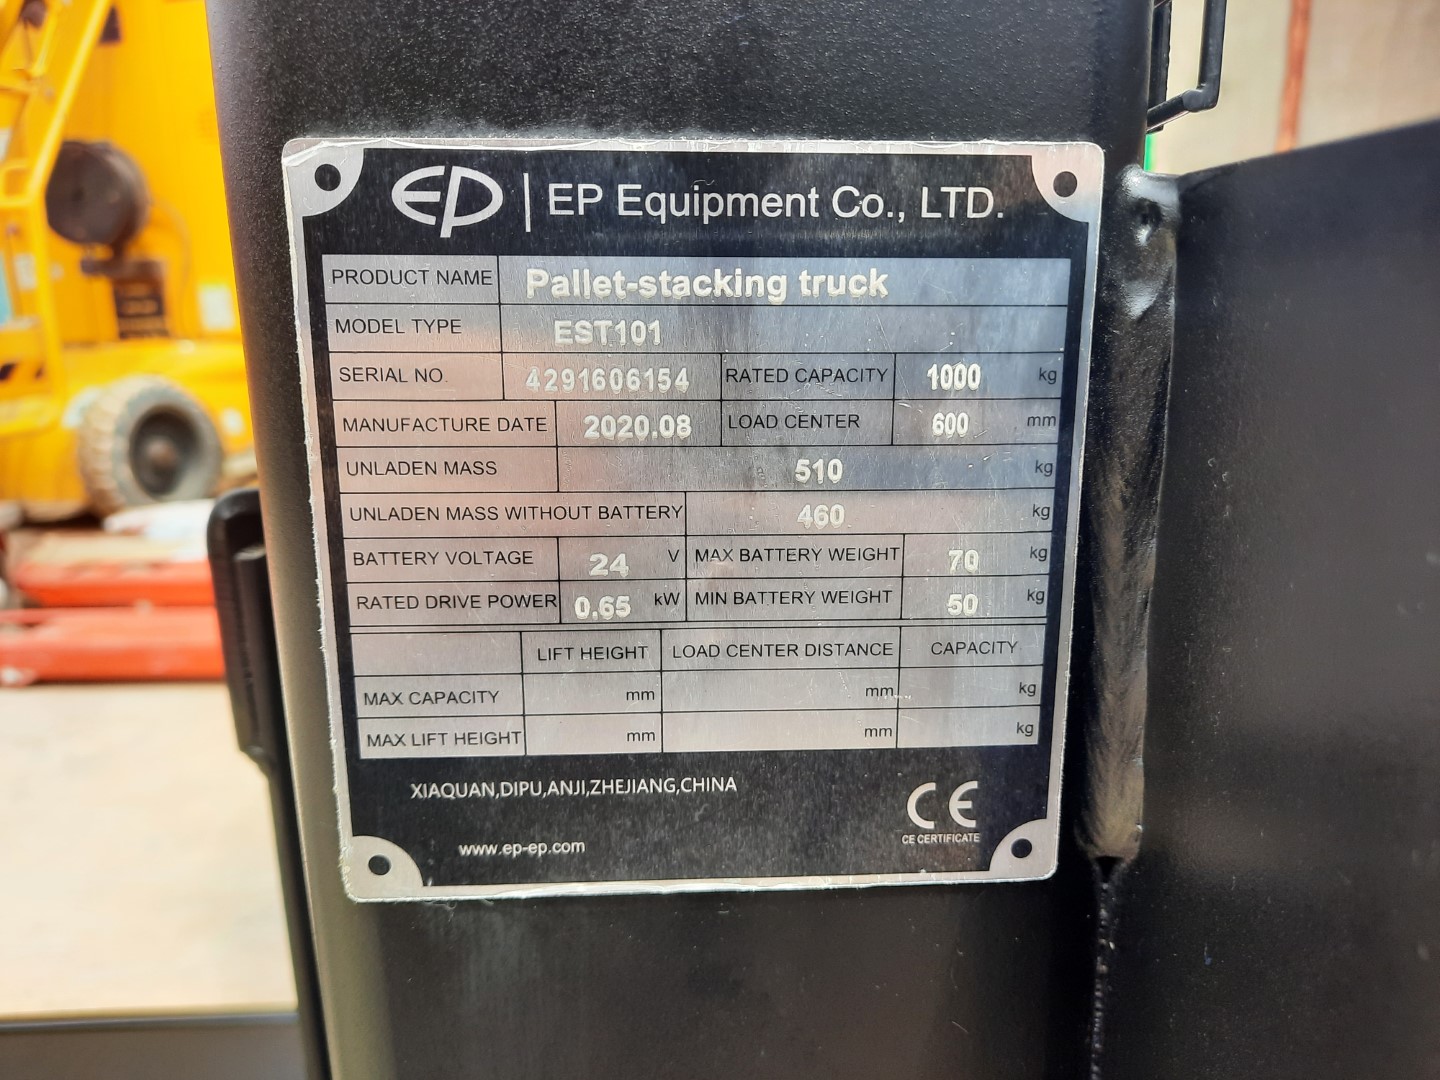 EP | EP Equipment Co., LTD.
PRODUCT NAME Pallet-stacking truck
MODEL TYPE EST101
SERIAL NO. 4291606154 RATED CAPACITY 1000 kg
MANUFACTURE DATE 2020.08 LOAD CENTER 600 mm
UNLADEN MASS 510 kg
UNLADEN MASS WITHOUT BATTERY 460 kg
BATTERY VOLTAGE 24 V MAX BATTERY WEIGHT 70 kg
RATED DRIVE POWER 0.65 kW MIN BATTERY WEIGHT 50 kg
LIFT HEIGHT LOAD CENTER DISTANCE CAPACITY
MAX CAPACITY mm mm kg
MAX LIFT HEIGHT mm mm kg
XIAQUAN,DIPU,ANJI,ZHEJIANG,CHINA
CE
CE CERTIFICATE
www.ep-ep.com